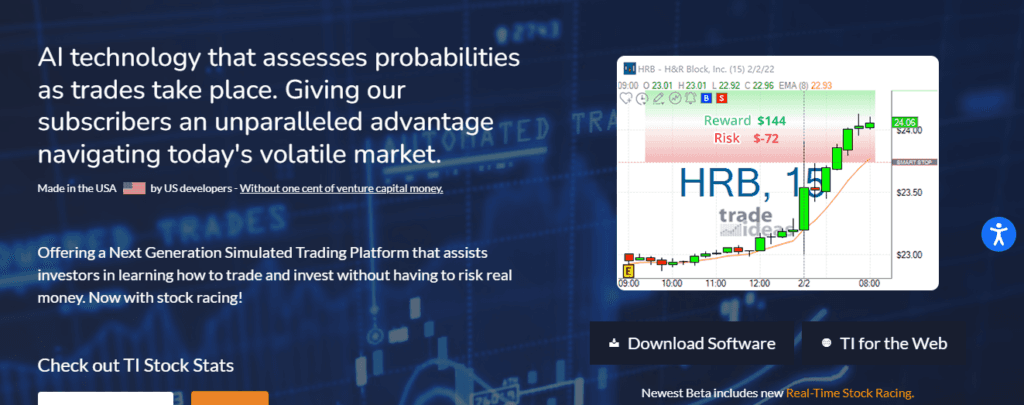 AI technology that assesses probabilities
as trades take place. Giving our
subscribers an unparalleled advantage
navigating today's volatile market.
Made in the USA by US developers - Without one cent of venture capital money.
Offering a Next Generation Simulated Trading Platform that assists
investors in learning how to trade and invest without having to risk real
money. Now with stock racing!
Check out TI Stock Stats
HRB - H&R Block, Inc. (15) 2/2/22
09:00 O 23.01 H 23.01 L 22.92 C 22.96 EMA (8) 22.93
B S
Reward $144
Risk $-72
24.06
$24.00
SMART STOP
HRB, 15
$23.50
trade
ideas
$23.00
E
09:00 10:00 11:00 12:00 2/2 08:00
Download Software
TI for the Web
Newest Beta includes new Real-Time Stock Racing.
AUTOMATED TRA
TRADES